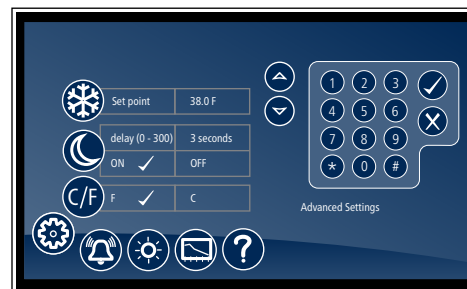 Set point 38.0 F
delay (0 - 300) 3 seconds
ON OFF
C/F F C
1 2 3
4 5 6
7 8 9
* 0 #
Advanced Settings
?